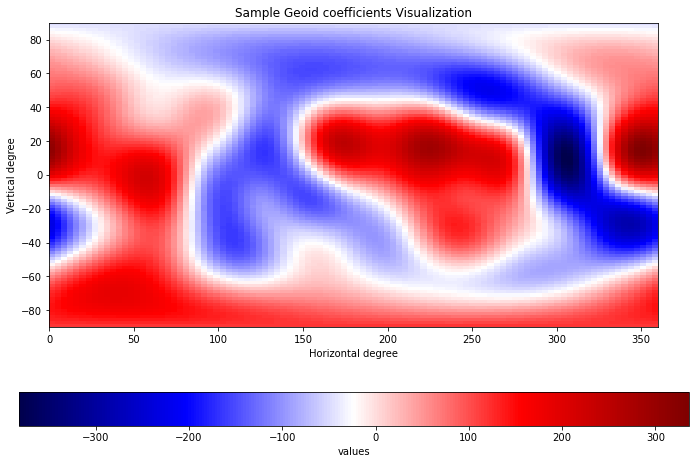 Sample Geoid coefficients Visualization
80
60
40
20
0
−20
−40
−60
−80
Vertical degree
0 50 100 150 200 250 300 350
Horizontal degree
−300 −200 −100 0 100 200 300
values